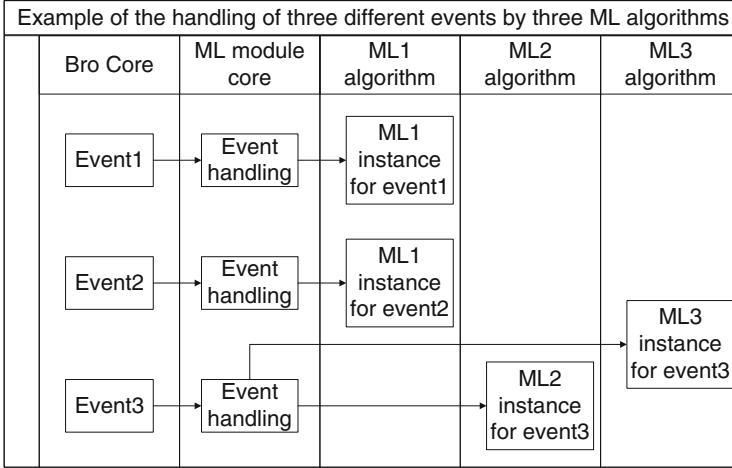 Example of the handling of three different events by three ML algorithms
Bro Core
ML module
core
ML1
algorithm
ML2
algorithm
ML3
algorithm
Event1
Event
handling
ML1
instance
for event1
Event2
Event
handling
ML1
instance
for event2
ML3
instance
for event3
Event3
Event
handling
ML2
instance
for event3